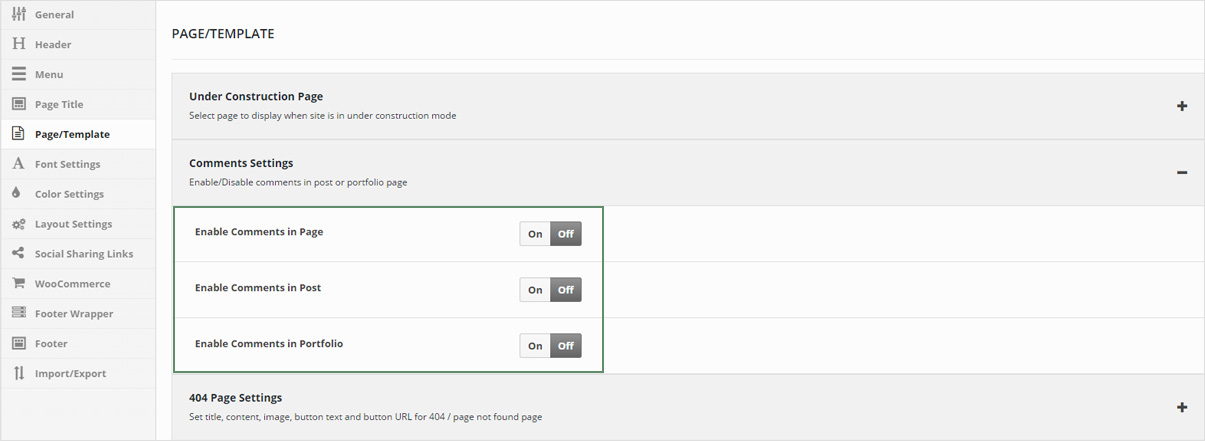 General
Header
Menu
Page Title
Page/Template
Font Settings
Color Settings
Layout Settings
Social Sharing Links
WooCommerce
Footer Wrapper
Footer
Import/Export
PAGE/TEMPLATE
Under Construction Page
Select page to display when site is in under construction mode
Comments Settings
Enable/Disable comments in post or portfolio page
Enable Comments in Page On Off
Enable Comments in Post On Off
Enable Comments in Portfolio On Off
404 Page Settings
Set title, content, image, button text and button URL for 404 / page not found page